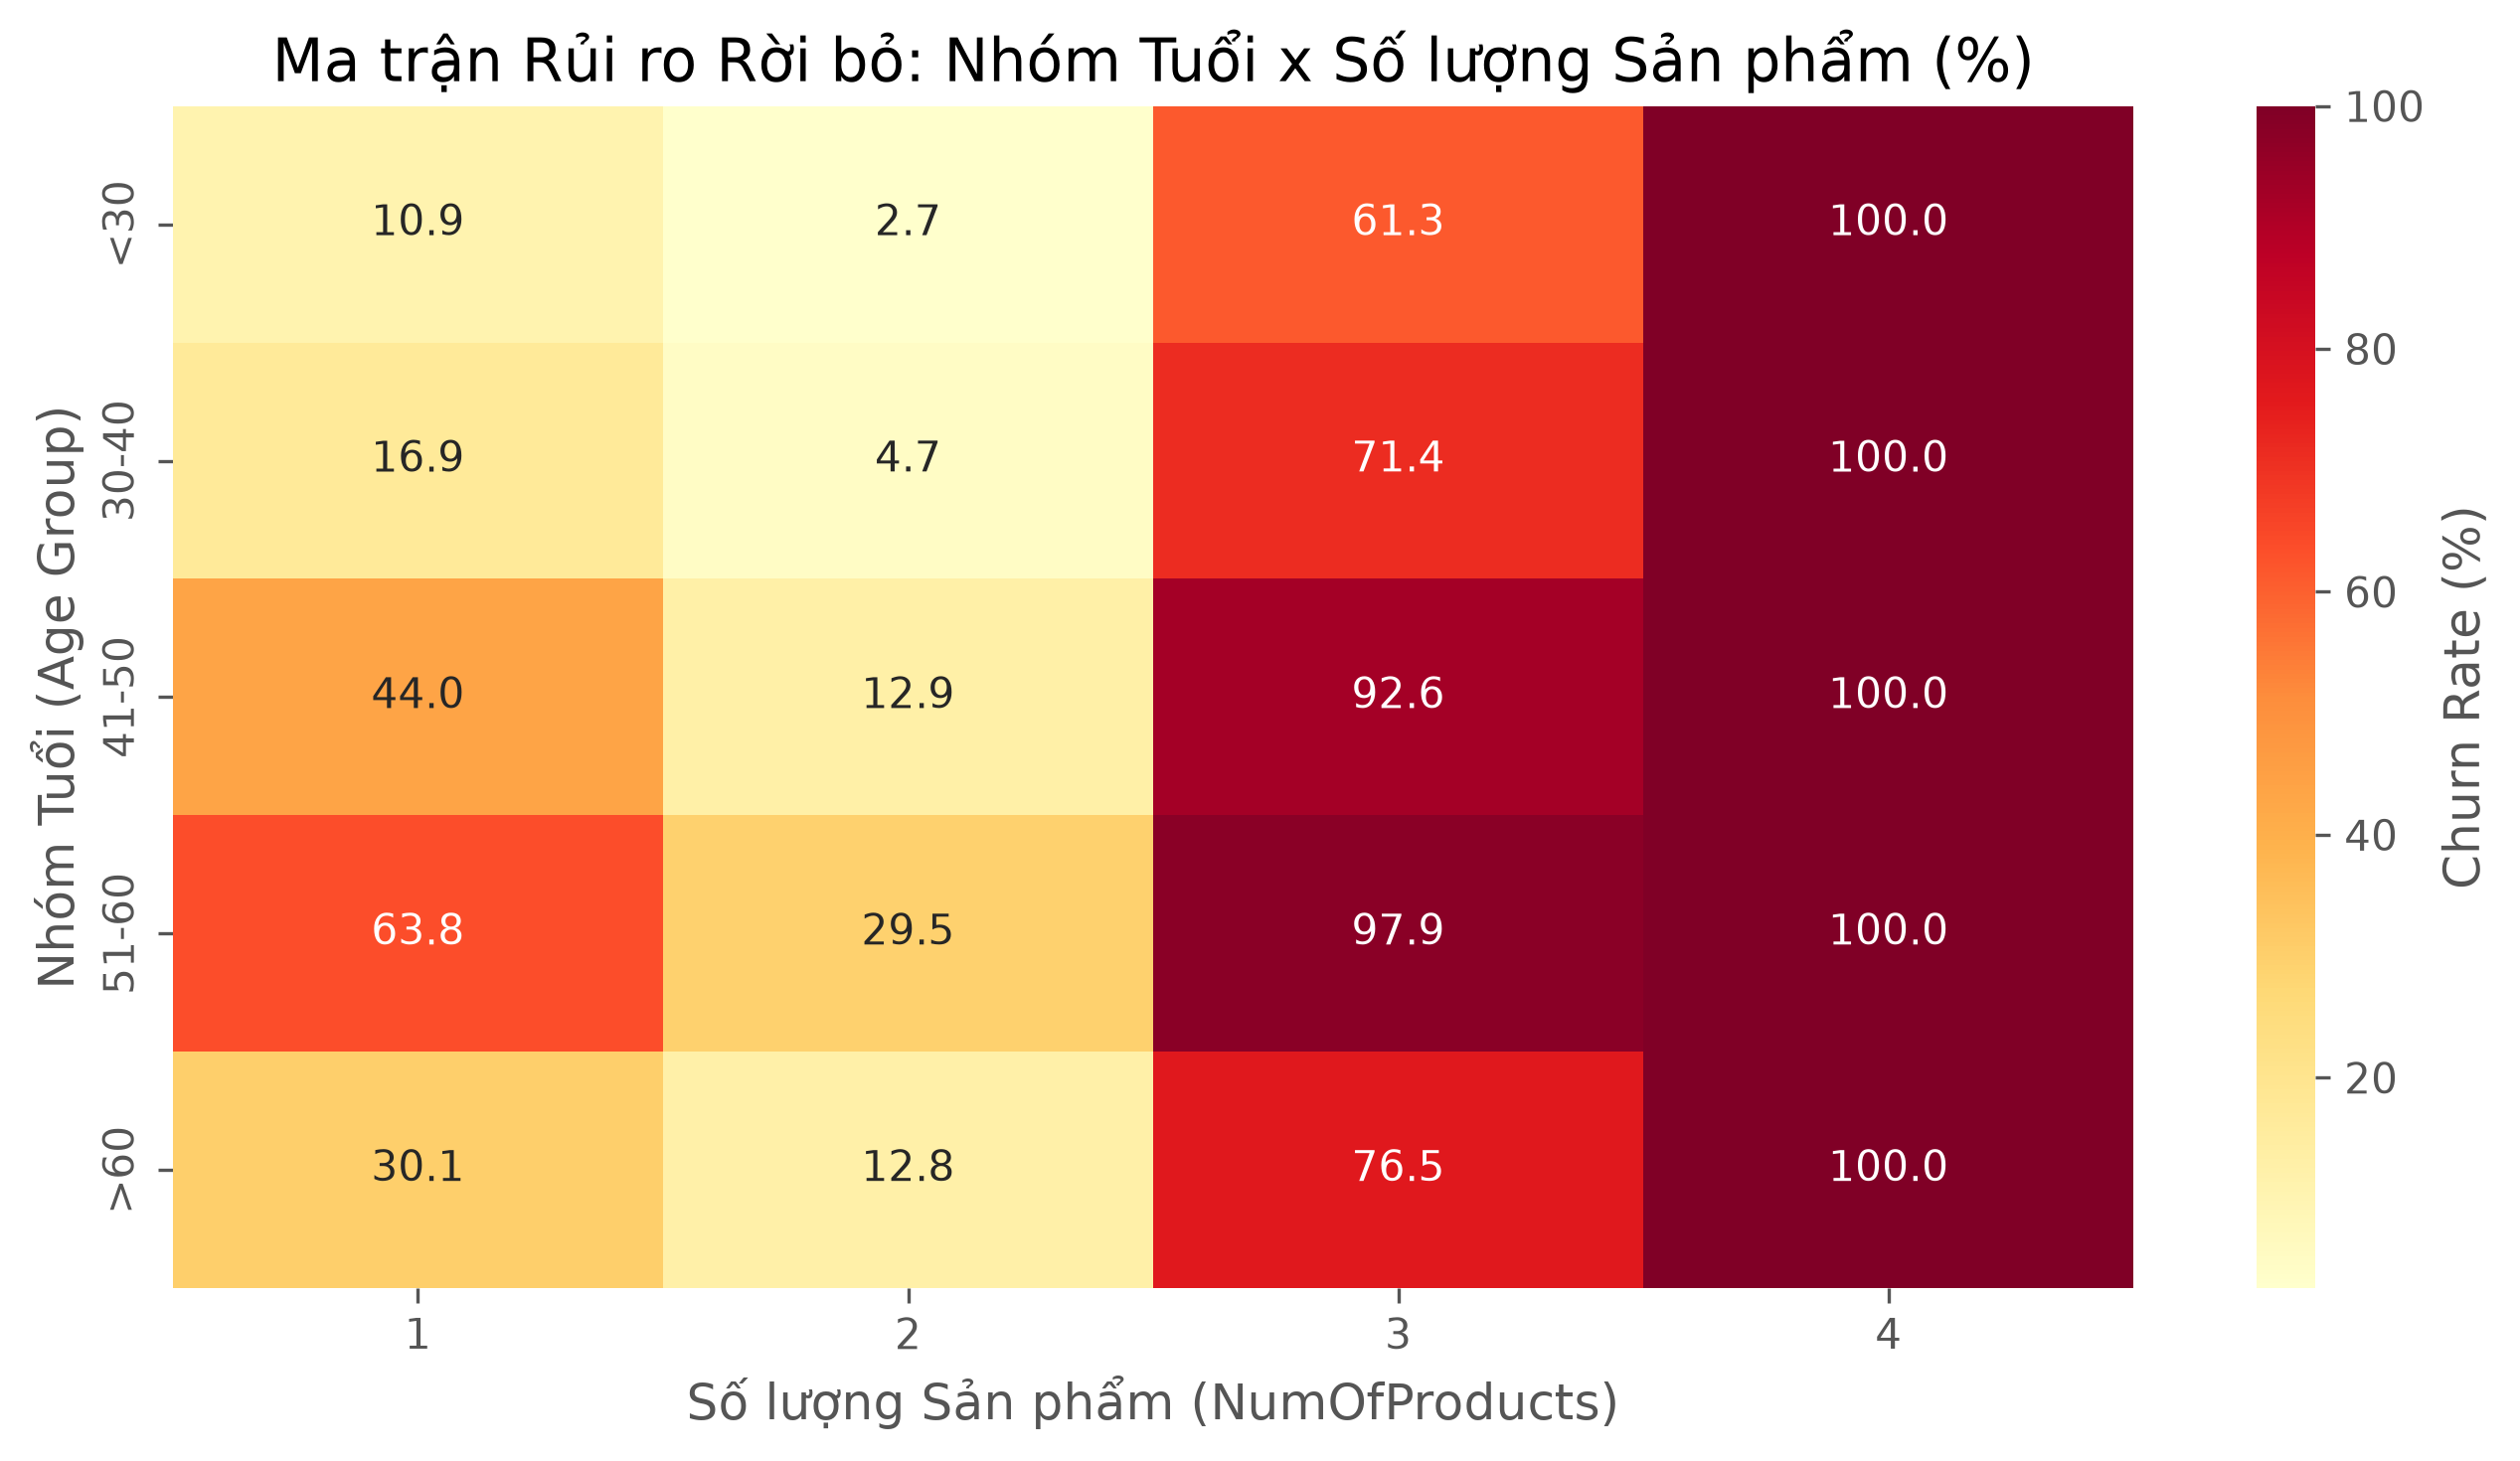 Ma trận Rủi ro Rời bỏ: Nhóm Tuổi x Số lượng Sản phẩm (%)
Nhóm Tuổi (Age Group)
<30 10.9 2.7 61.3 100.0
30-40 16.9 4.7 71.4 100.0
41-50 44.0 12.9 92.6 100.0
51-60 63.8 29.5 97.9 100.0
>60 30.1 12.8 76.5 100.0
1 2 3 4
Số lượng Sản phẩm (NumOfProducts)
100
80
60
40
20
Churn Rate (%)